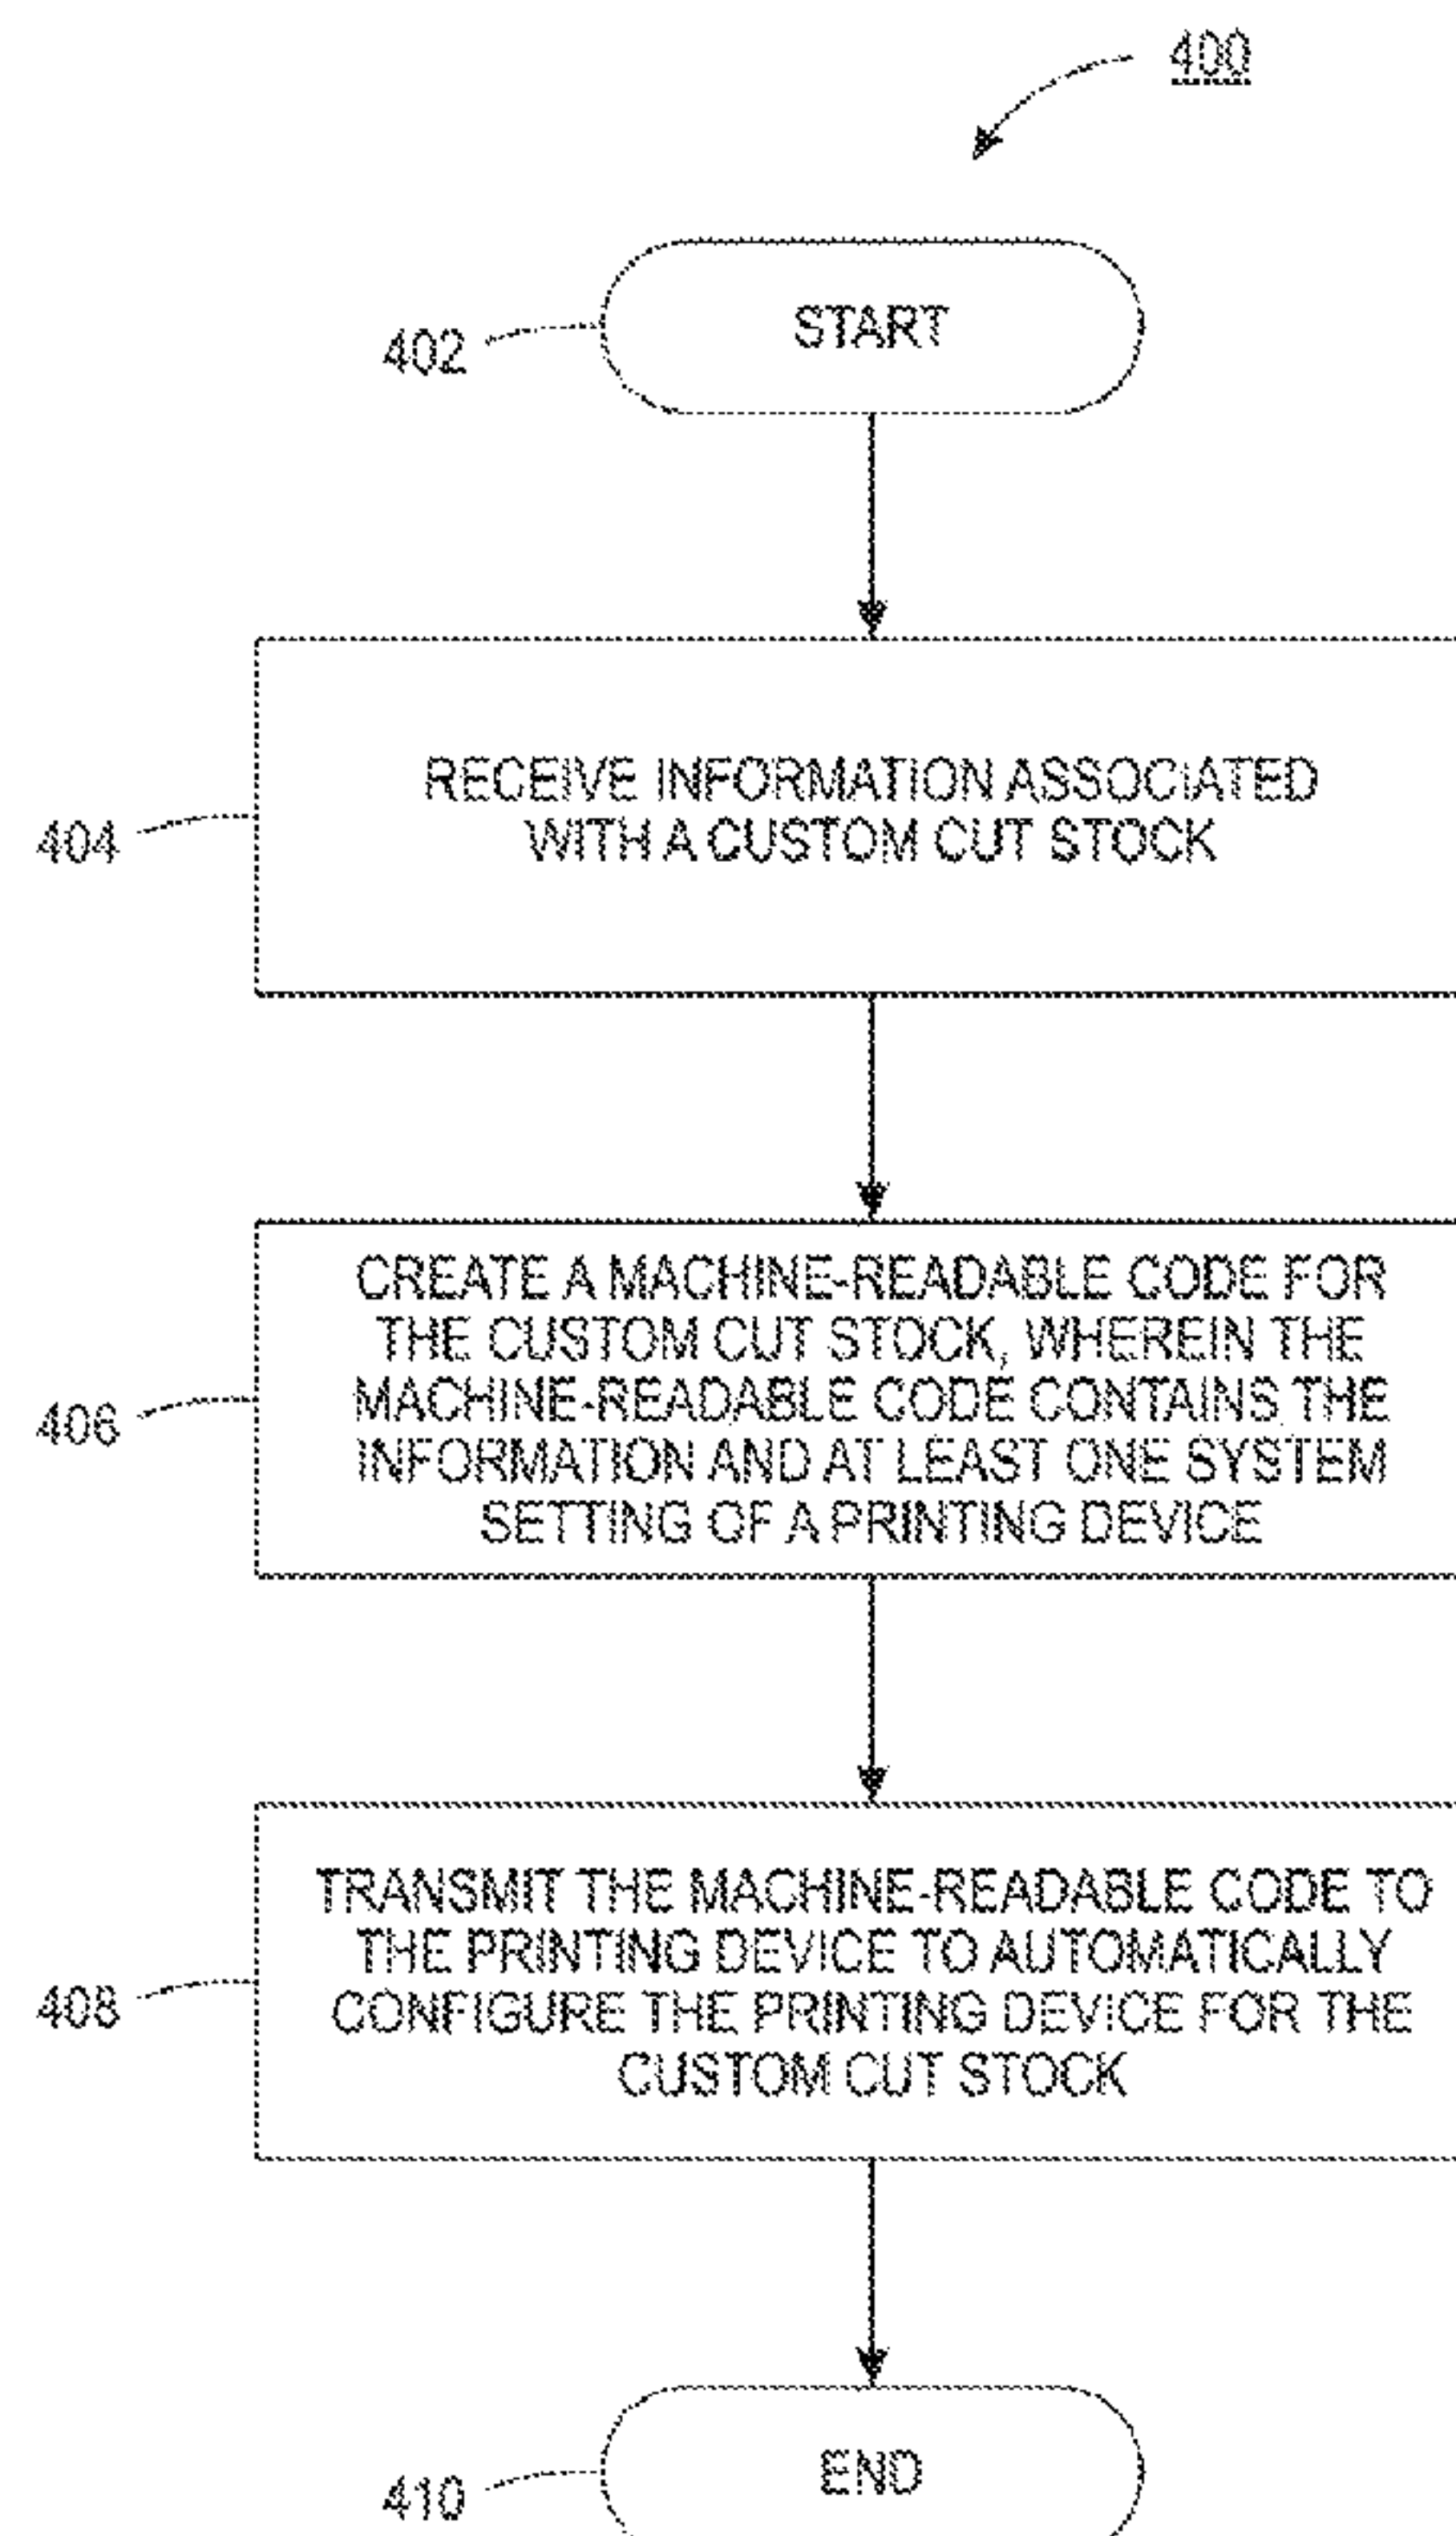 400
START
402
RECEIVE INFORMATION ASSOCIATED
WITH A CUSTOM CUT STOCK
404
CREATE A MACHINE-READABLE CODE FOR
THE CUSTOM CUT STOCK, WHEREIN THE
MACHINE-READABLE CODE CONTAINS THE
INFORMATION AND AT LEAST ONE SYSTEM
SETTING OF A PRINTING DEVICE
406
TRANSMIT THE MACHINE-READABLE CODE TO
THE PRINTING DEVICE TO AUTOMATICALLY
CONFIGURE THE PRINTING DEVICE FOR THE
CUSTOM CUT STOCK
408
END
410